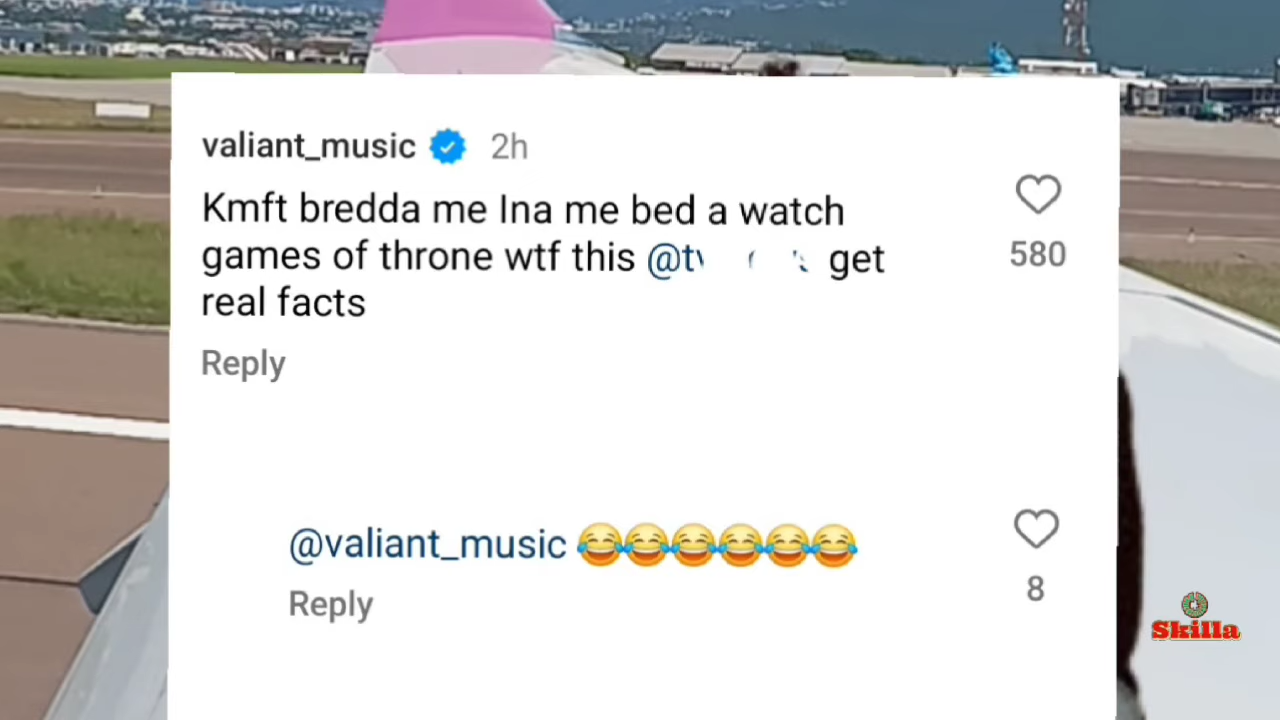 valiant_music 2h
Kmft bredda me Ina me bed a watch
games of throne wtf this get
real facts
580
Reply
@valiant_music 😂😂😂😂😂😂
8
Reply
Skilla